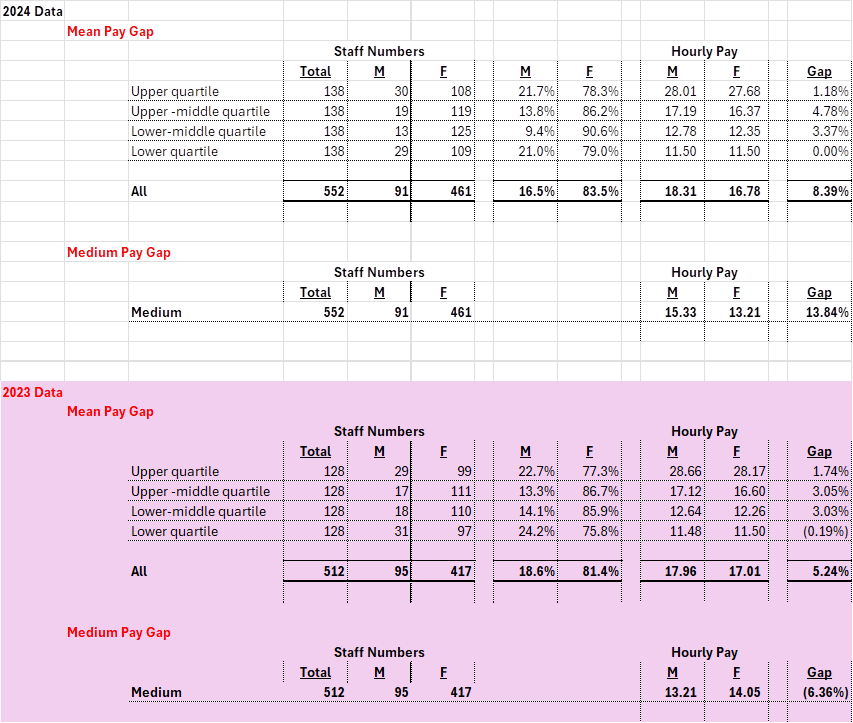 2024 Data
Mean Pay Gap
Staff Numbers Hourly Pay
Total M F M F M F Gap
Upper quartile 138 30 108 21.7% 78.3% 28.01 27.68 1.18%
Upper -middle quartile 138 19 119 13.8% 86.2% 17.19 16.37 4.78%
Lower-middle quartile 138 13 125 9.4% 90.6% 12.78 12.35 3.37%
Lower quartile 138 29 109 21.0% 79.0% 11.50 11.50 0.00%
All 552 91 461 16.5% 83.5% 18.31 16.78 8.39%
Medium Pay Gap
Staff Numbers Hourly Pay
Total M F M F Gap
Medium 552 91 461 15.33 13.21 13.84%
2023 Data
Mean Pay Gap
Staff Numbers Hourly Pay
Total M F M F M F Gap
Upper quartile 128 29 99 22.7% 77.3% 28.66 28.17 1.74%
Upper -middle quartile 128 17 111 13.3% 86.7% 17.12 16.60 3.05%
Lower-middle quartile 128 18 110 14.1% 85.9% 12.64 12.26 3.03%
Lower quartile 128 31 97 24.2% 75.8% 11.48 11.50 (0.19%)
All 512 95 417 18.6% 81.4% 17.96 17.01 5.24%
Medium Pay Gap
Staff Numbers Hourly Pay
Total M F M F Gap
Medium 512 95 417 13.21 14.05 (6.36%)